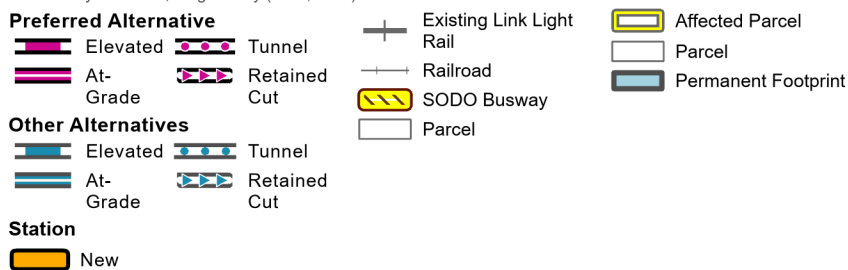 Preferred Alternative
Elevated
Tunnel
At-
Grade
Retained
Cut
Other Alternatives
Elevated
Tunnel
At-
Grade
Retained
Cut
Station
New
Existing Link Light
Rail
Railroad
SODO Busway
Parcel
Affected Parcel
Parcel
Permanent Footprint